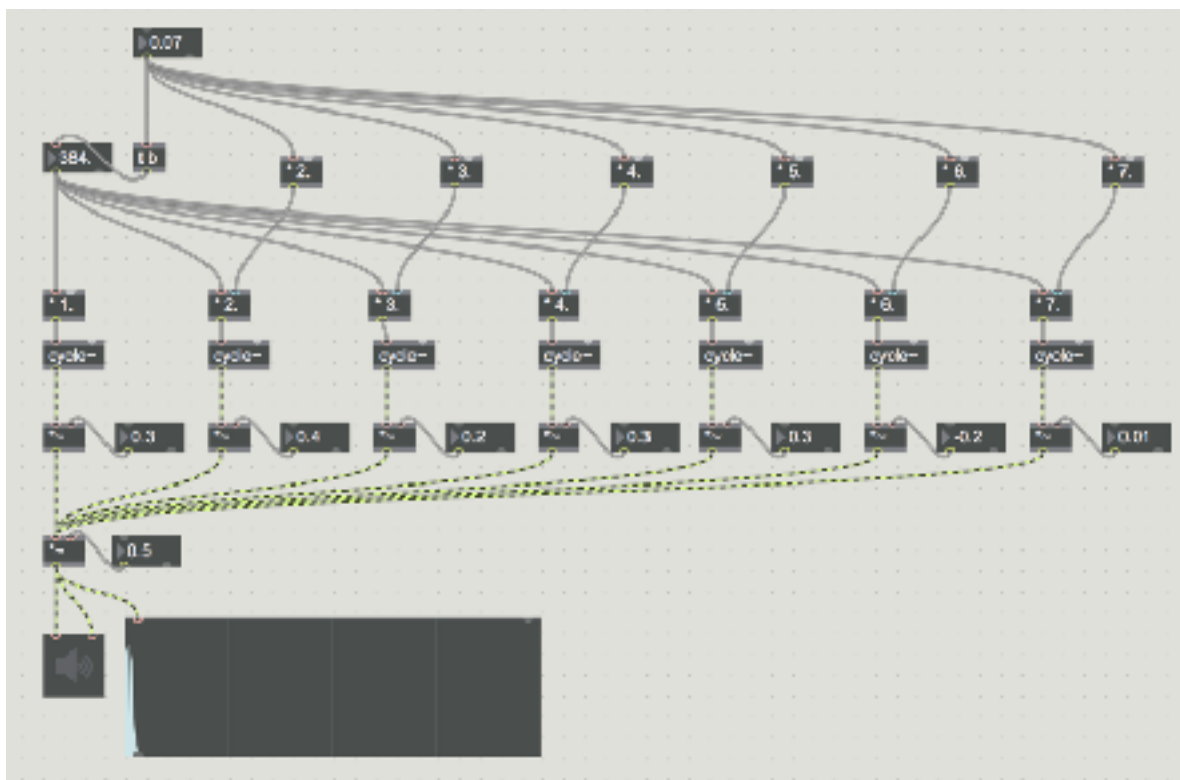 0.07
384. t b * 2. * 3. * 4. * 5. * 6. * 7.
* 1. * 2. * 3. * 4. * 5. * 6. * 7.
cycle~ cycle~ cycle~ cycle~ cycle~ cycle~ cycle~
*~ 0.3 *~ 0.4 *~ 0.2 *~ 0.3 *~ 0.3 *~ -0.2 *~ 0.01
*~ 0.5